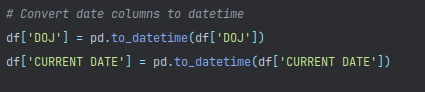 # Convert date columns to datetime
df['DOJ'] = pd.to_datetime(df['DOJ'])
df['CURRENT DATE'] = pd.to_datetime(df['CURRENT DATE'])